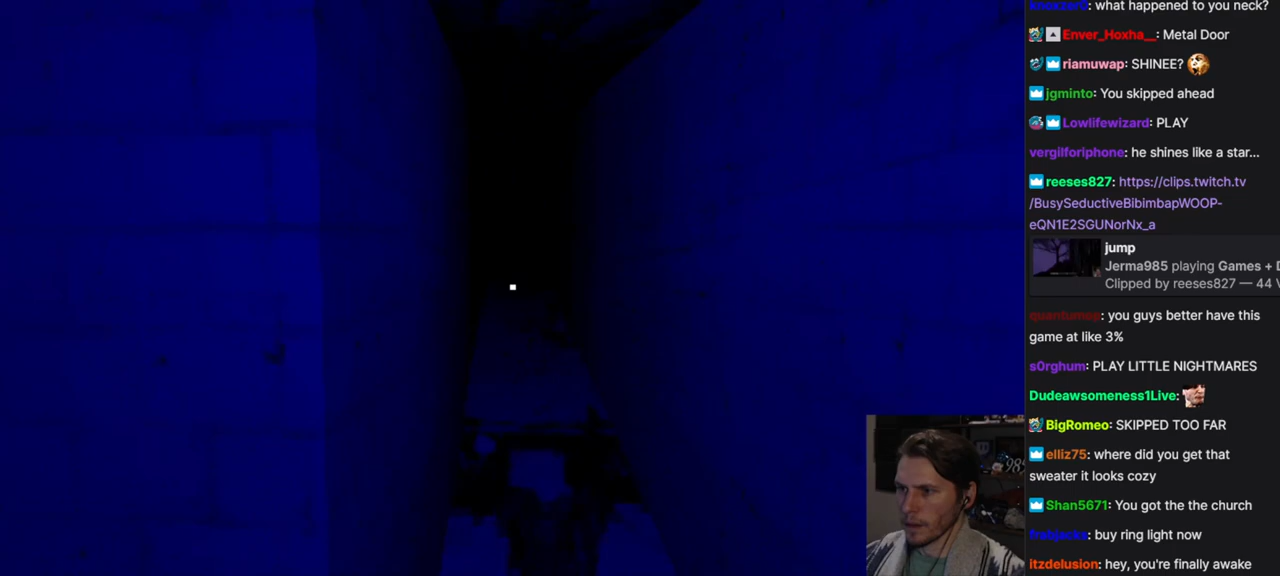 knoxzer0: what happened to you neck?
Enver_Hoxha__: Metal Door
riamuwap: SHINEE?
jgminto: You skipped ahead
Lowlifewizard: PLAY
vergilforiphone: he shines like a star...
reeses827: https://clips.twitch.tv
/BusySeductiveBibimbapWOOP-
eQN1E2SGUNorNx_a
jump
Jerma985 playing Games + D
Clipped by reeses827 — 44 V
: you guys better have this
game at like 3%
s0rghum: PLAY LITTLE NIGHTMARES
Dudeawsomeness1Live:
BigRomeo: SKIPPED TOO FAR
elliz75: where did you get that
sweater it looks cozy
Shan5671: You got the the church
frabjacks: buy ring light now
itzdelusion: hey, you're finally awake